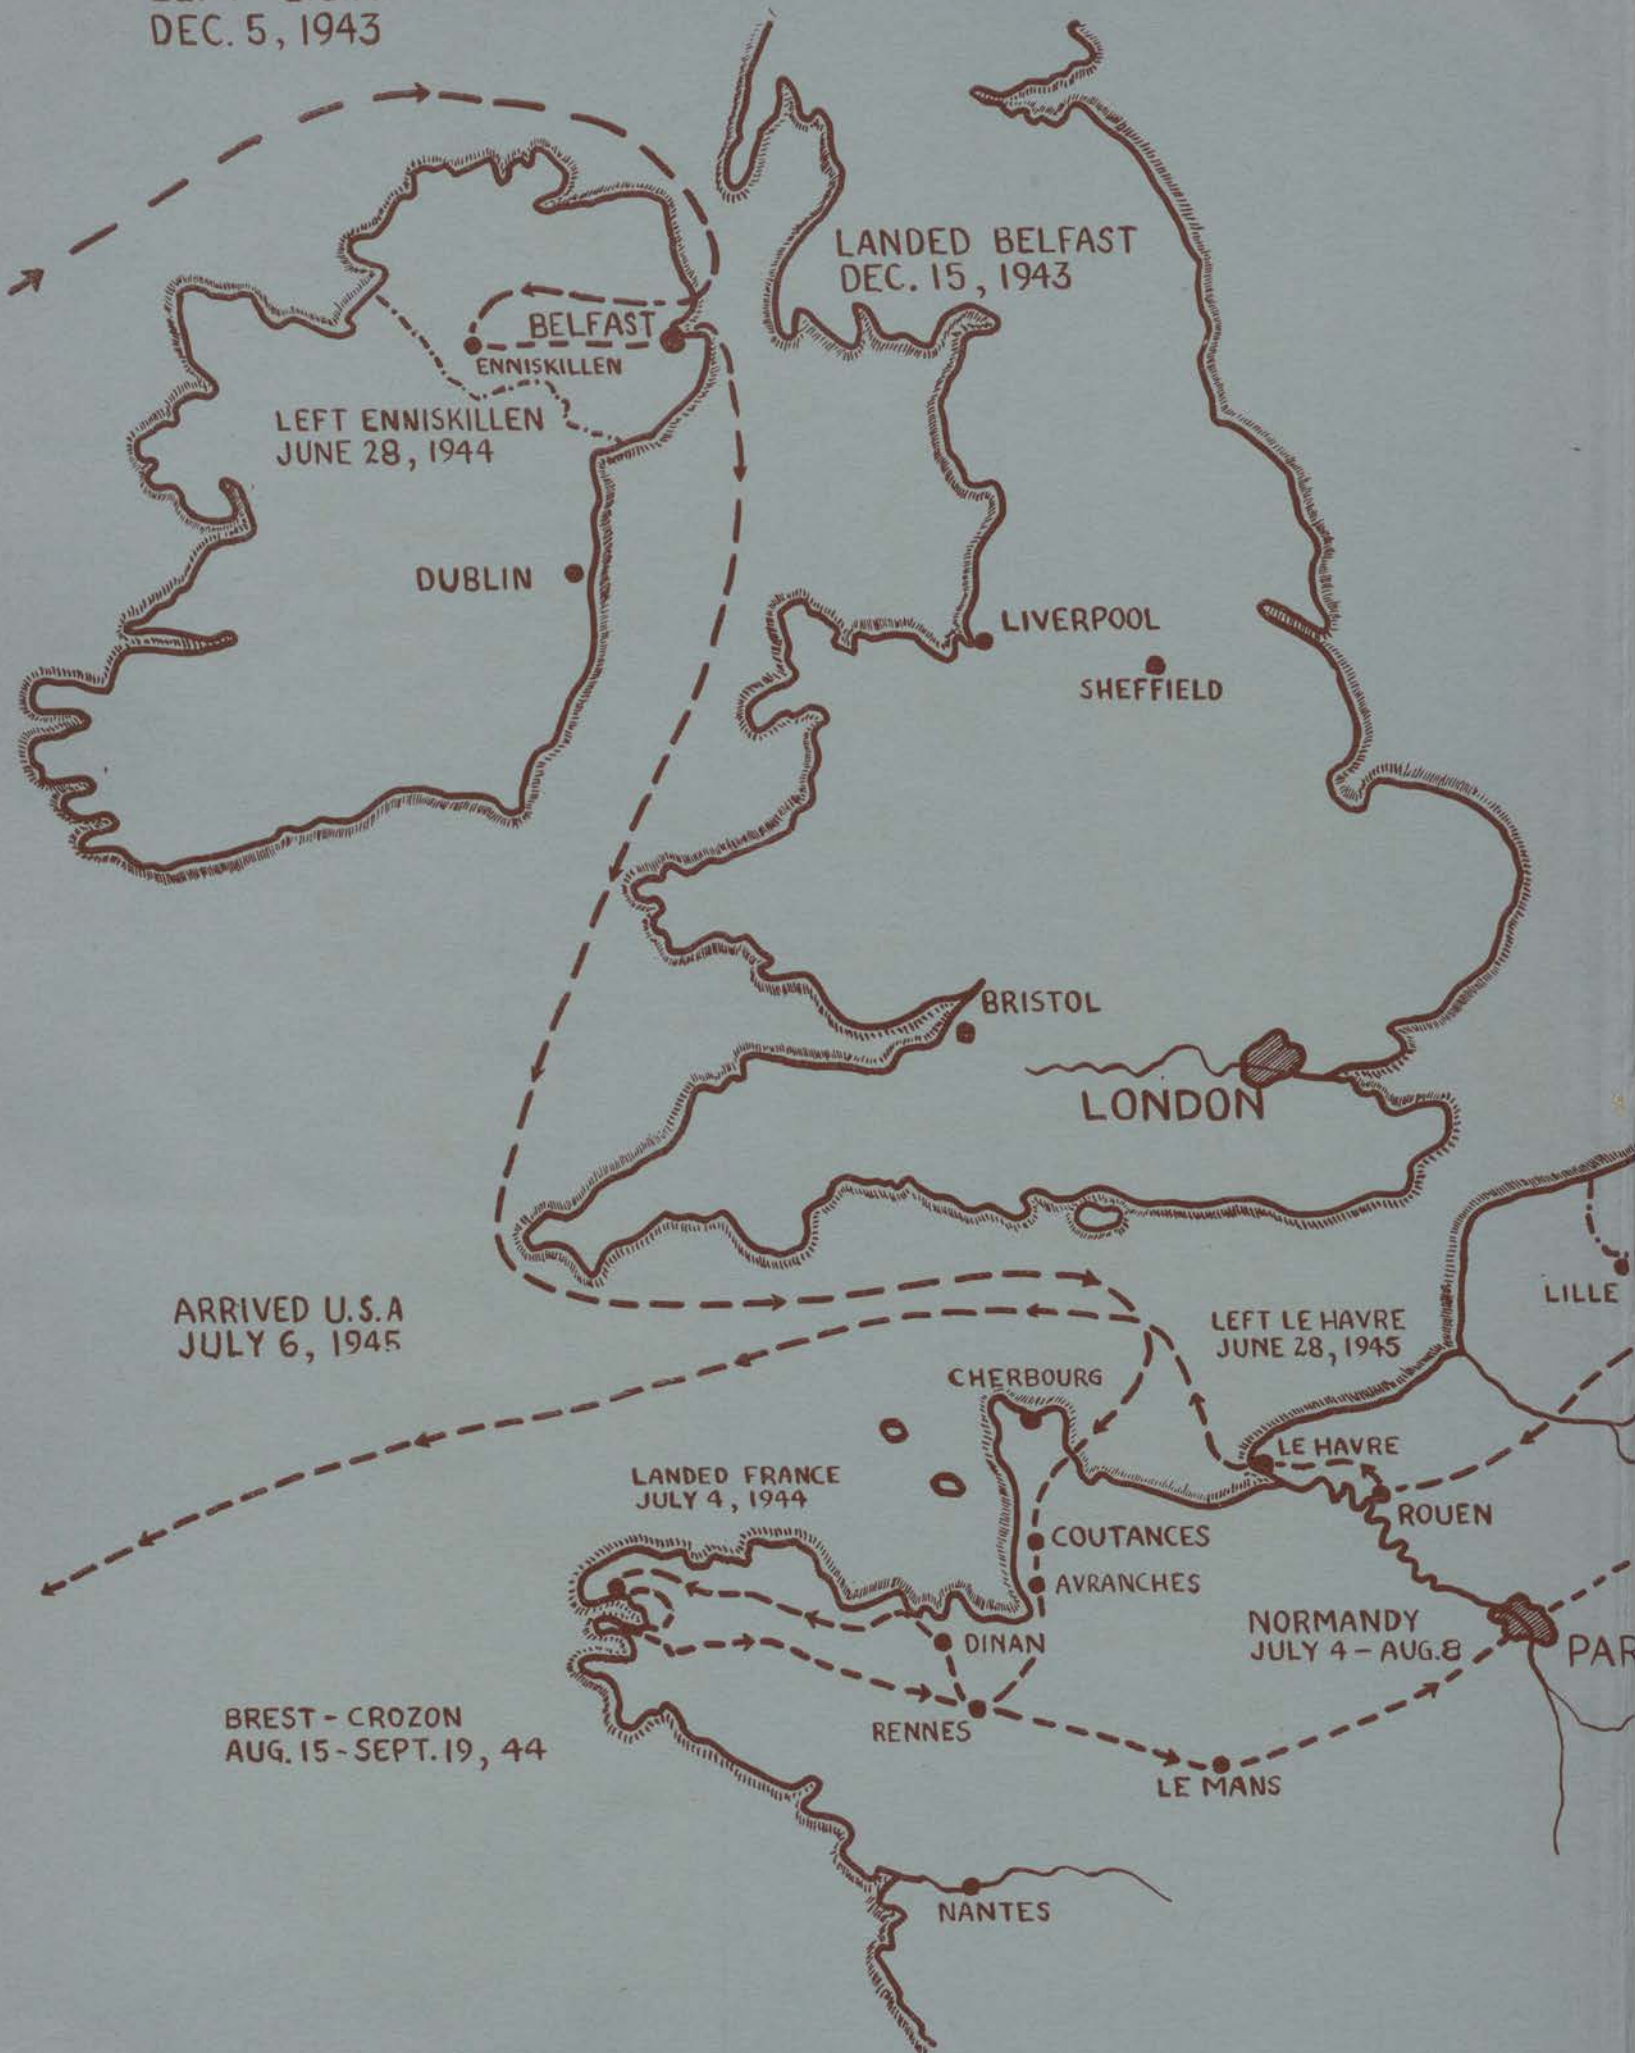 DEC. 5, 1943
LANDED BELFAST
DEC. 15, 1943
BELFAST
ENNISKILLEN
LEFT ENNISKILLEN
JUNE 28, 1944
DUBLIN
LIVERPOOL
SHEFFIELD
BRISTOL
LONDON
ARRIVED U.S.A
JULY 6, 1945
LEFT LE HAVRE
JUNE 28, 1945
LILLE
CHERBOURG
LE HAVRE
LANDED FRANCE
JULY 4, 1944
ROUEN
COUTANCES
AVRANCHES
NORMANDY
JULY 4 - AUG. 8
DINAN
PAR
BREST - CROZON
AUG. 15 - SEPT. 19, 44
RENNES
LE MANS
NANTES